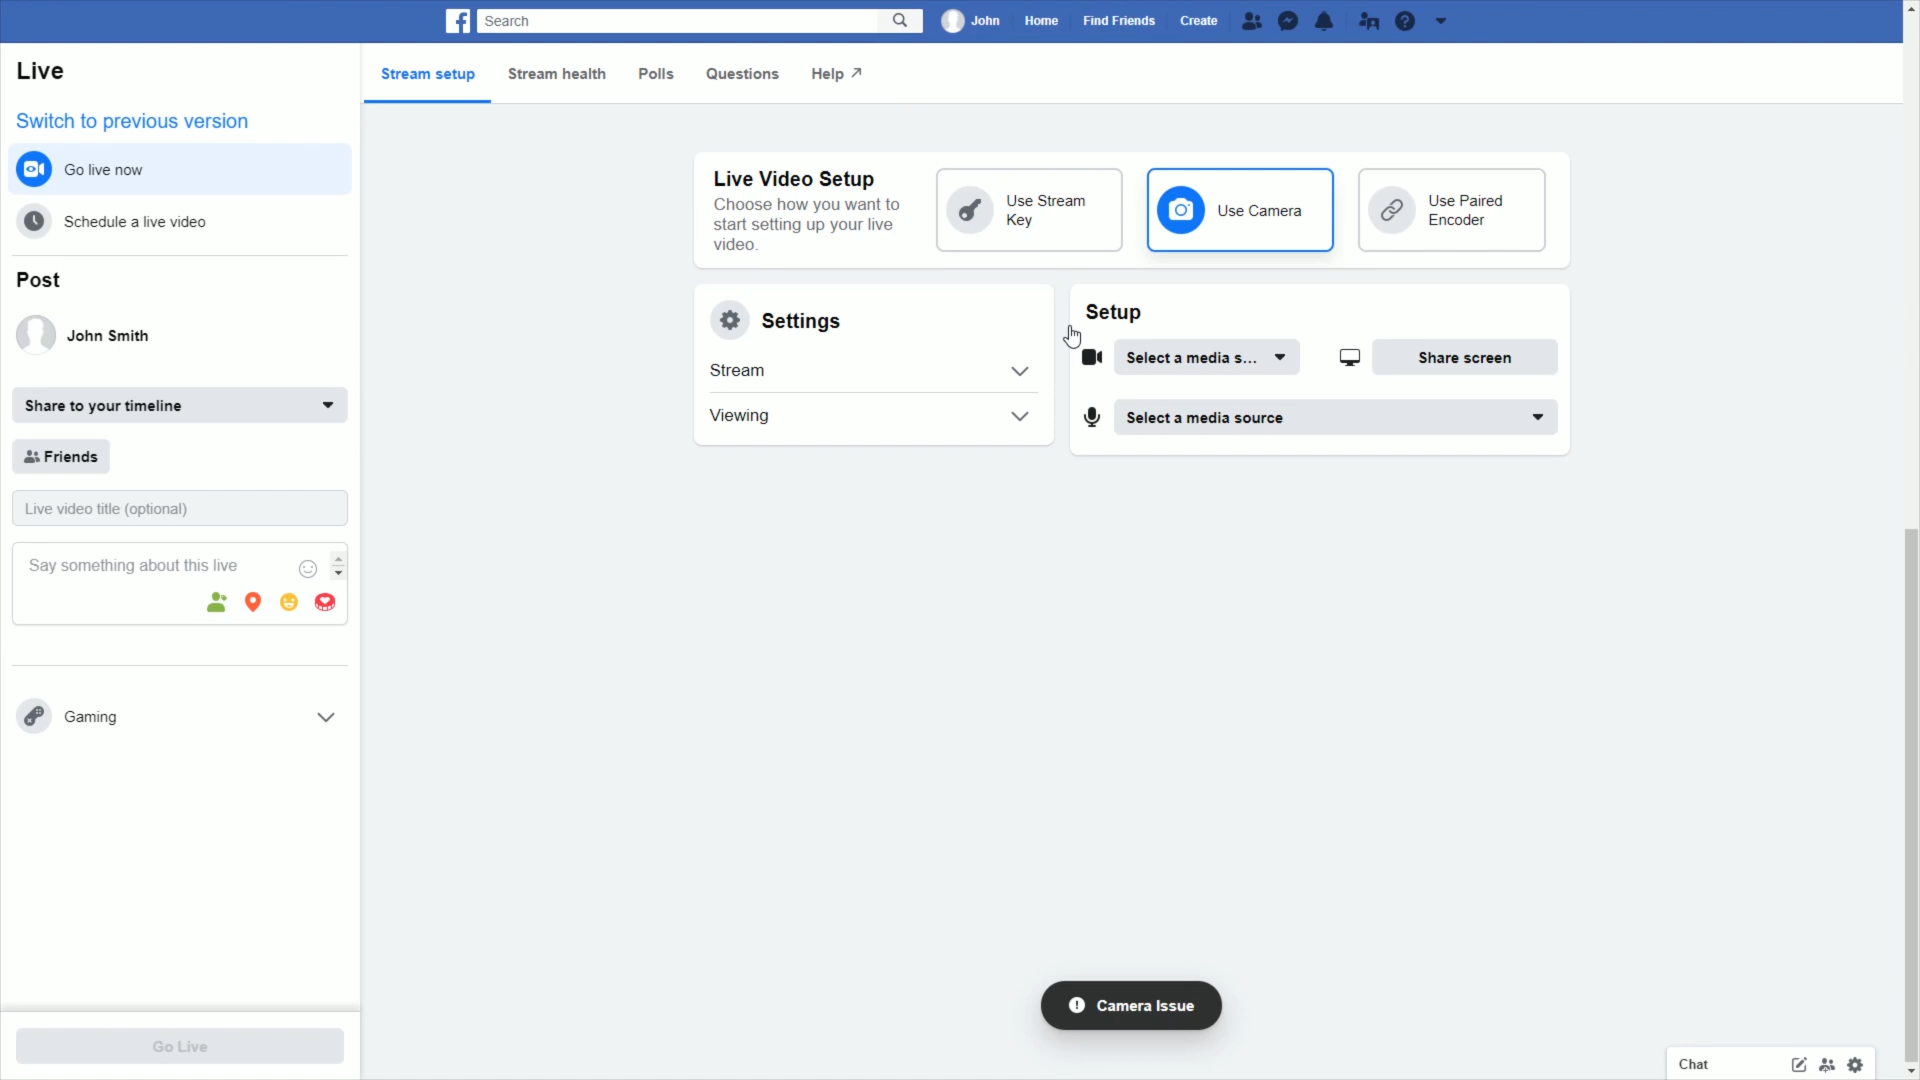 Search
John
Home
Find Friends
Create
Live
Switch to previous version
Go live now
Schedule a live video
Post
John Smith
Share to your timeline
Friends
Live video title (optional)
Say something about this live
Gaming
Go Live
Stream setup
Stream health
Polls
Questions
Help
Live Video Setup
Choose how you want to
start setting up your live
video.
Use Stream
Key
Use Camera
Use Paired
Encoder
Settings
Stream
Viewing
Setup
Select a media s...
Share screen
Select a media source
Camera Issue
Chat